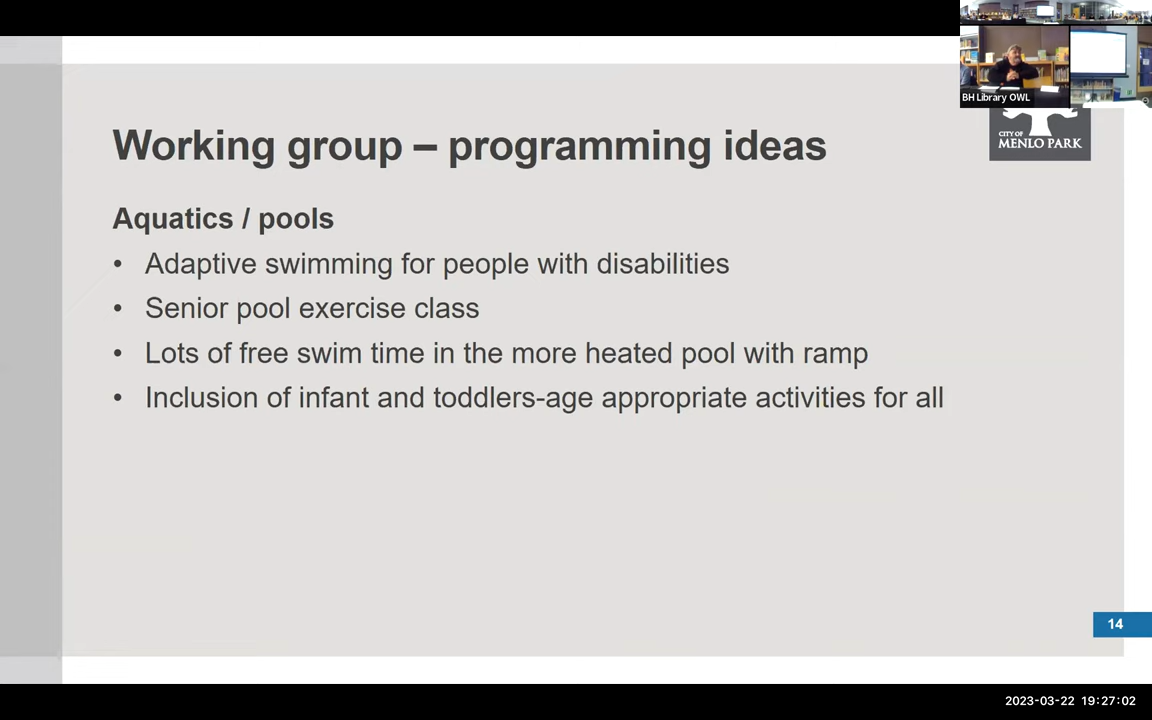 BH Library OWL
CITY OF
MENLO PARK
Working group – programming ideas
Aquatics / pools
• Adaptive swimming for people with disabilities
• Senior pool exercise class
• Lots of free swim time in the more heated pool with ramp
• Inclusion of infant and toddlers-age appropriate activities for all
14
2023-03-22 19:27:02